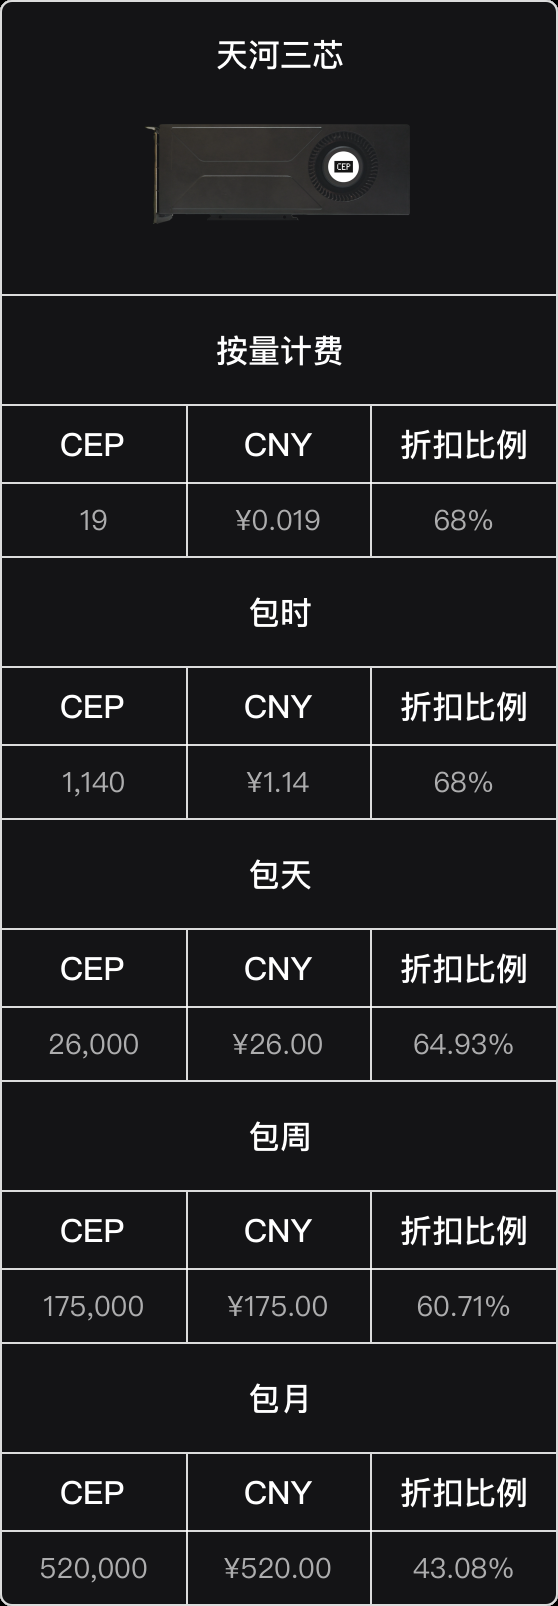 天河三芯
CEP
按量计费
CEP CNY 折扣比例
19 ¥0.019 68%
包时
CEP CNY 折扣比例
1,140 ¥1.14 68%
包天
CEP CNY 折扣比例
26,000 ¥26.00 64.93%
包周
CEP CNY 折扣比例
175,000 ¥175.00 60.71%
包月
CEP CNY 折扣比例
520,000 ¥520.00 43.08%